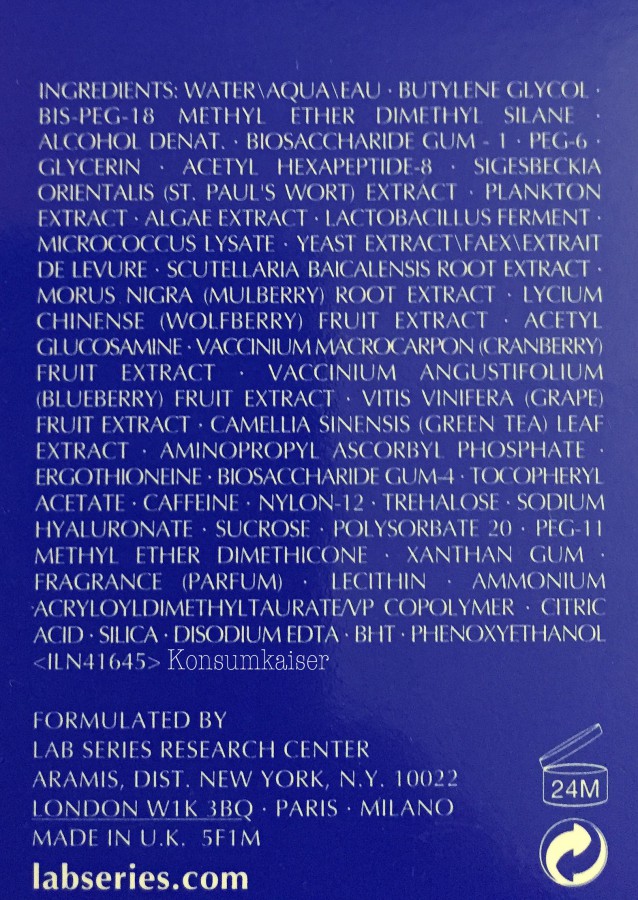 INGREDIENTS: WATER\AQUA\EAU · BUTYLENE GLYCOL ·
BIS-PEG-18 METHYL ETHER DIMETHYL SILANE ·
ALCOHOL DENAT. · BIOSACCHARIDE GUM - 1 · PEG-6 ·
GLYCERIN · ACETYL HEXAPEPTIDE-8 · SIGESBECKIA
ORIENTALIS (ST. PAUL'S WORT) EXTRACT · PLANKTON
EXTRACT · ALGAE EXTRACT · LACTOBACILLUS FERMENT ·
MICROCOCCUS LYSATE · YEAST EXTRACT\FAEX\EXTRAIT
DE LEVURE · SCUTELLARIA BAICALENSIS ROOT EXTRACT ·
MORUS NIGRA (MULBERRY) ROOT EXTRACT · LYCIUM
CHINENSE (WOLFBERRY) FRUIT EXTRACT · ACETYL
GLUCOSAMINE · VACCINIUM MACROCARPON (CRANBERRY)
FRUIT EXTRACT · VACCINIUM ANGUSTIFOLIUM
(BLUEBERRY) FRUIT EXTRACT · VITIS VINIFERA (GRAPE)
FRUIT EXTRACT · CAMELLIA SINENSIS (GREEN TEA) LEAF
EXTRACT · AMINOPROPYL ASCORBYL PHOSPHATE ·
ERGOTHIONEINE · BIOSACCHARIDE GUM-4 · TOCOPHERYL
ACETATE · CAFFEINE · NYLON-12 · TREHALOSE · SODIUM
HYALURONATE · SUCROSE · POLYSORBATE 20 · PEG-11
METHYL ETHER DIMETHICONE · XANTHAN GUM ·
FRAGRANCE (PARFUM) · LECITHIN · AMMONIUM
ACRYLOYLDIMETHYLTAURATE/VP COPOLYMER · CITRIC
ACID · SILICA · DISODIUM EDTA · BHT · PHENOXYETHANOL
<ILN41645> Konsumkaiser
FORMULATED BY
LAB SERIES RESEARCH CENTER
ARAMIS, DIST. NEW YORK, N.Y. 10022
LONDON W1K 3BQ · PARIS · MILANO
MADE IN U.K. 5F1M
labseries.com
24M